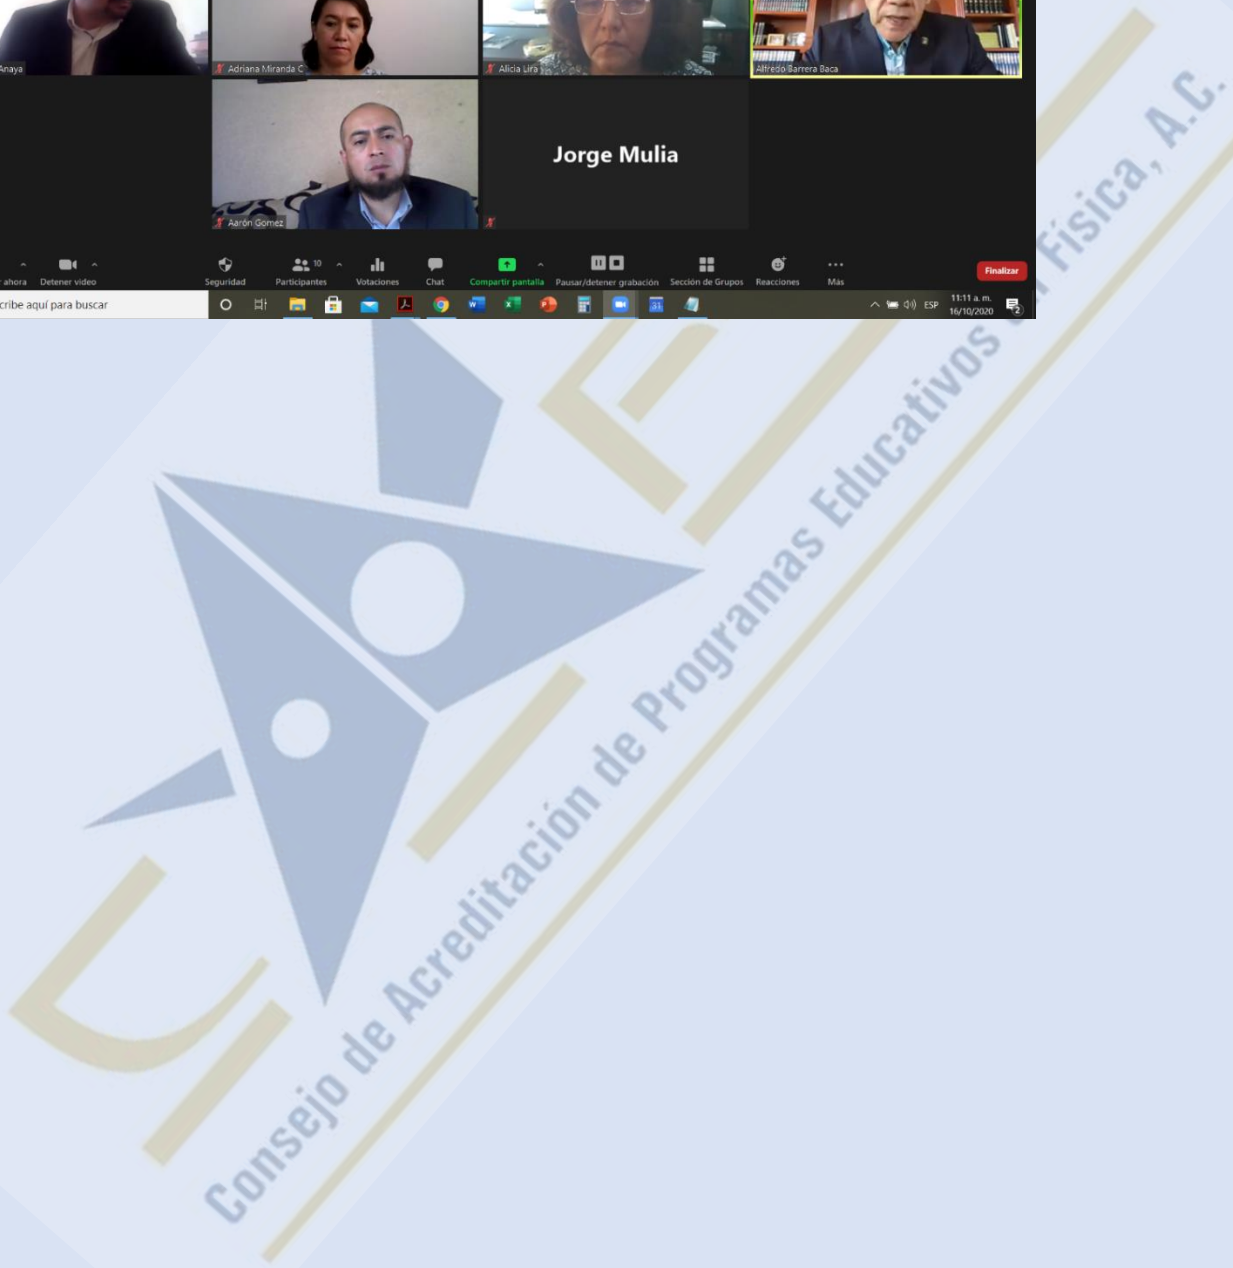 Anaya
Adriana Miranda C
Alicia Lira
Alfredo Barrera Baca
Jorge Mulia
Aarón Gomez
ahora
Detener video
Seguridad
10
Participantes
Votaciones
Chat
Compartir pantalla
Pausar/detener grabación
Sección de Grupos
Reacciones
Más
Finalizar
cribe aquí para buscar
31
ESP
11:11 a. m.
16/10/2020
2
Consejo de Acreditación de Programas Educativos Física, A.C.